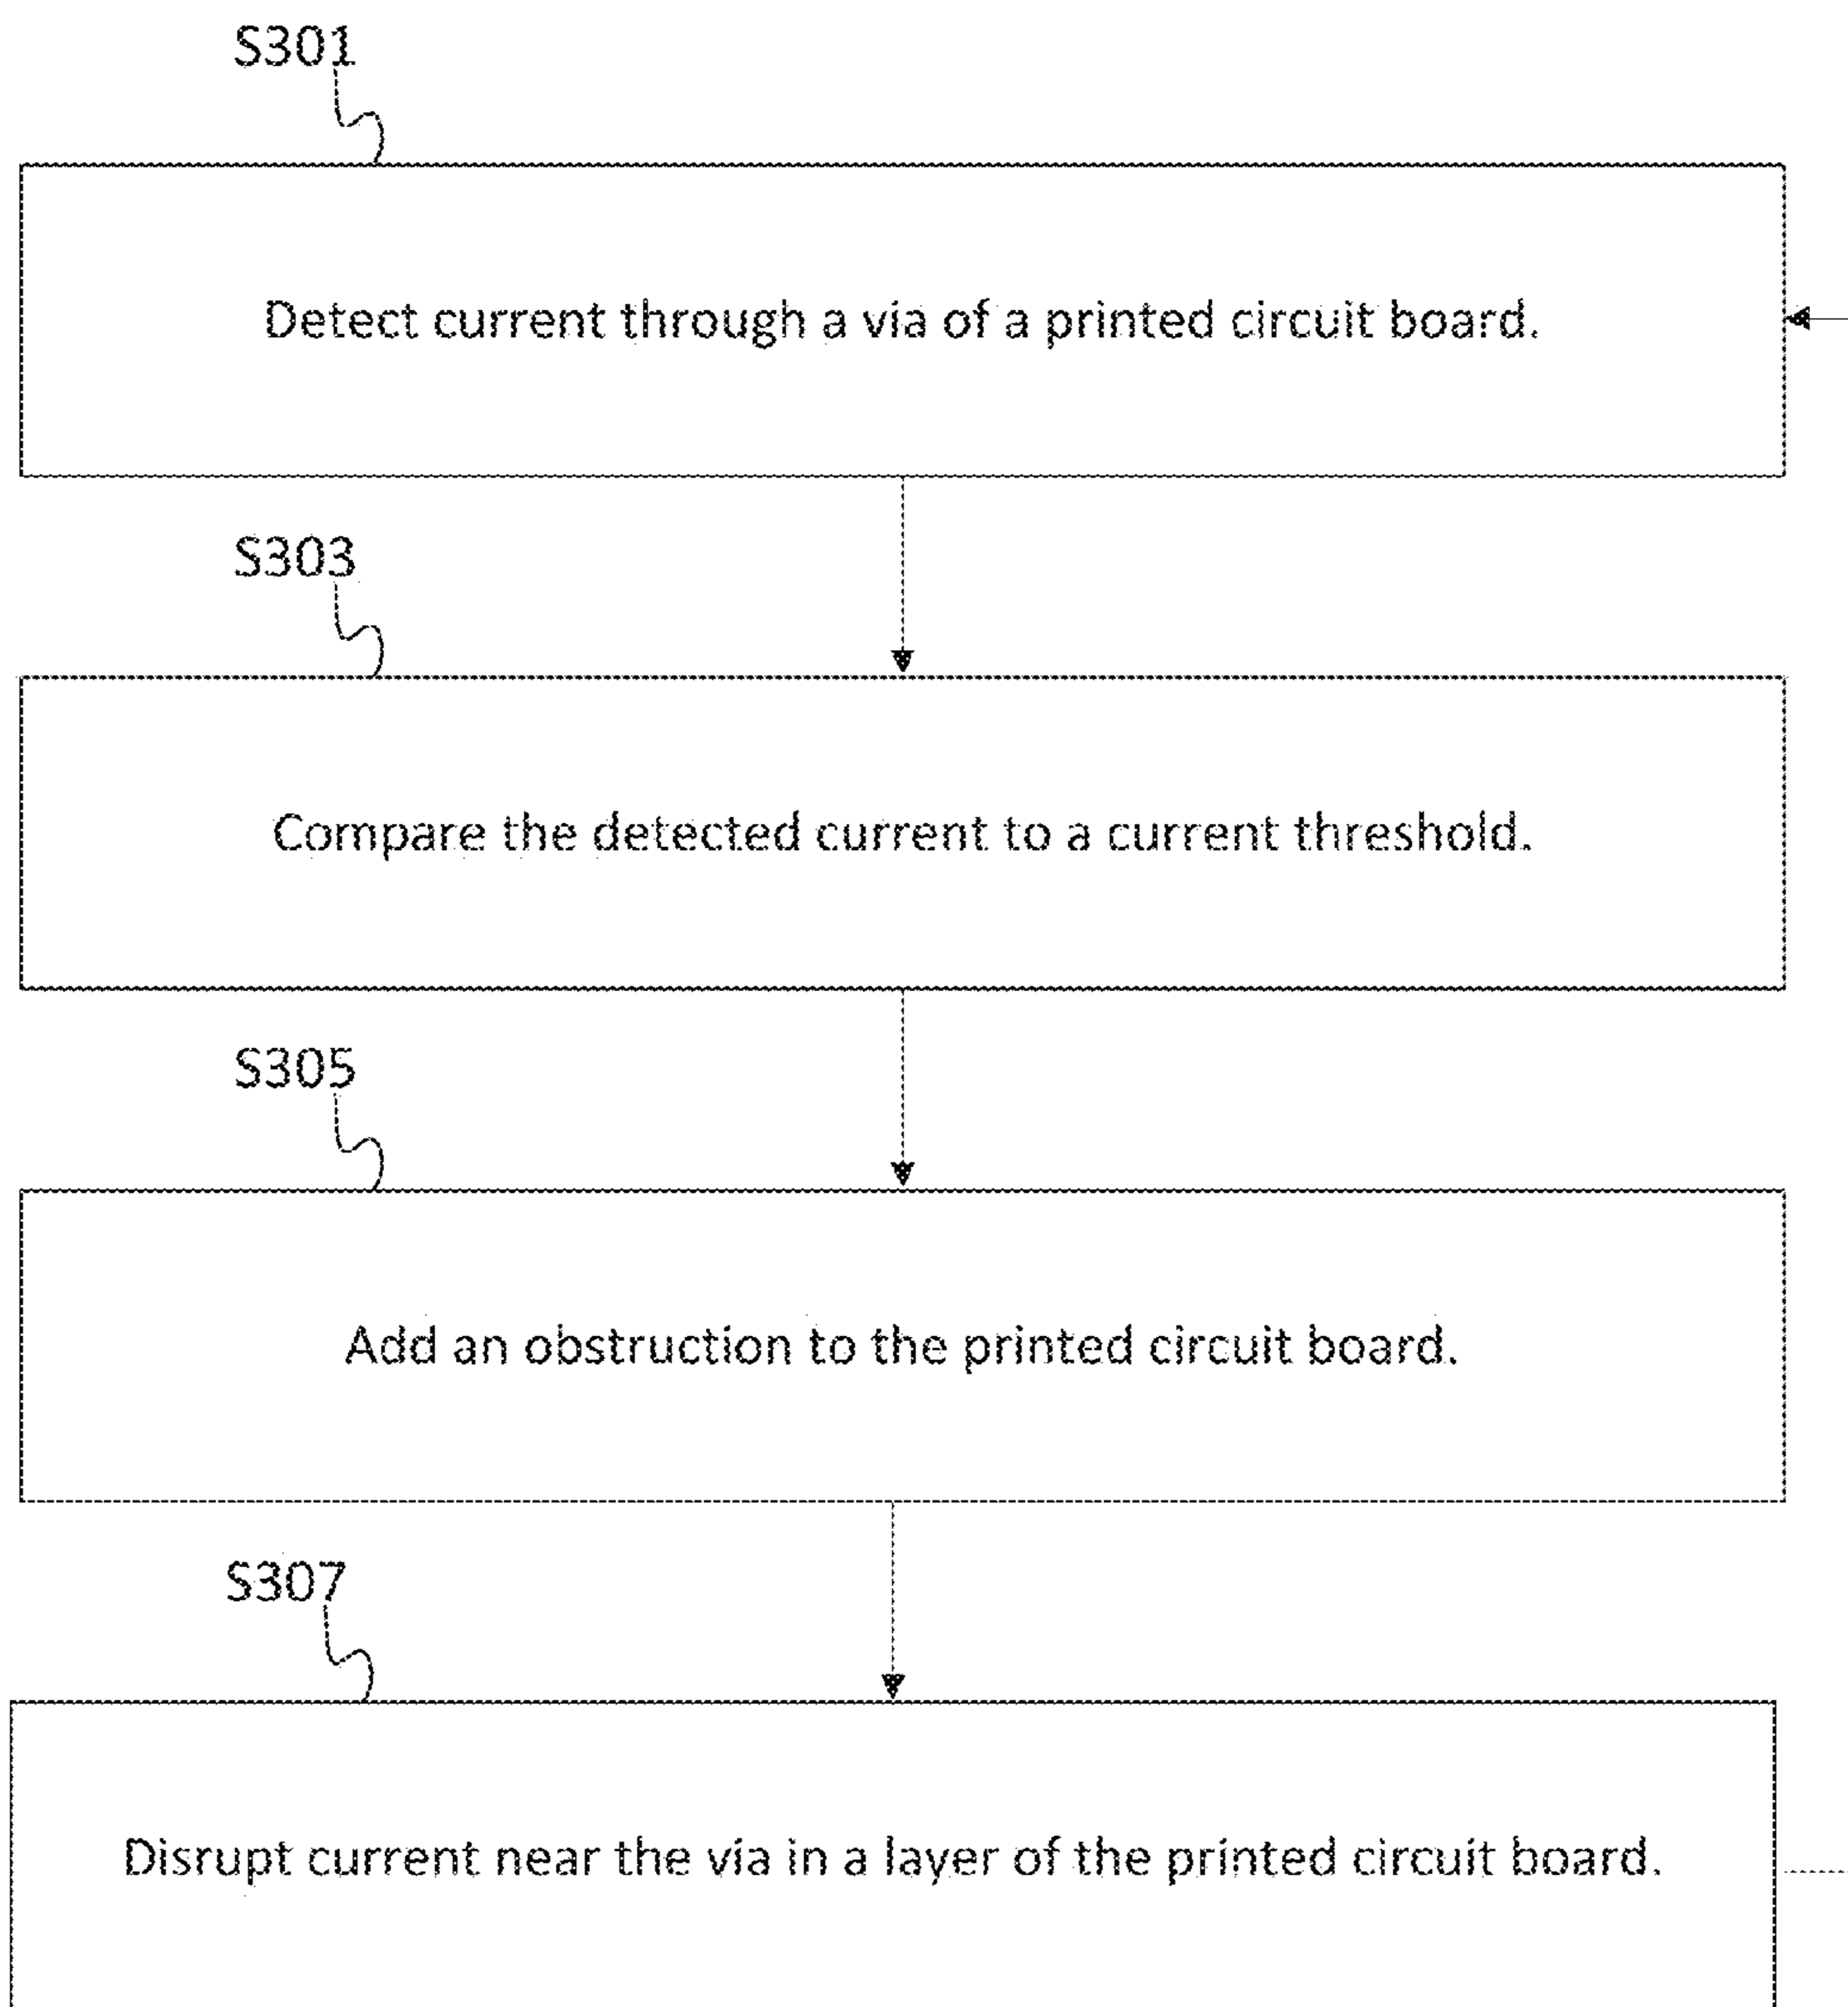 S301
Detect current through a via of a printed circuit board.
S303
Compare the detected current to a current threshold.
S305
Add an obstruction to the printed circuit board.
S307
Disrupt current near the via in a layer of the printed circuit board.